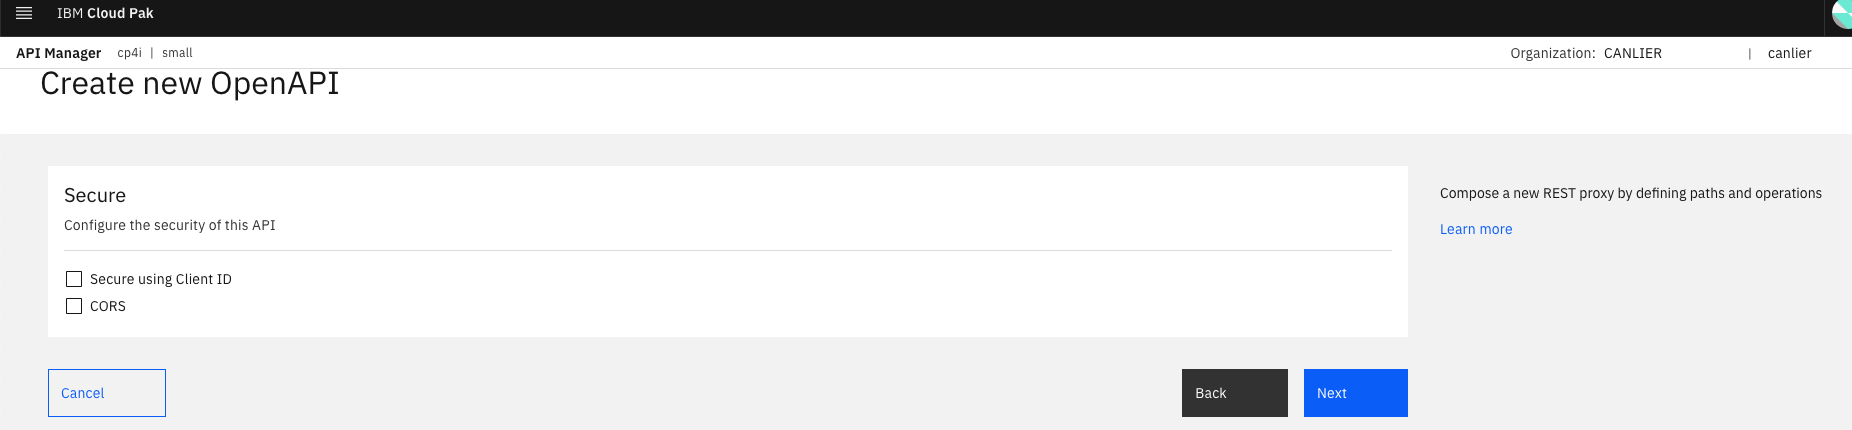 IBM Cloud Pak
API Manager cp4i | small Organization: CANLIER | canlier
Create new OpenAPI
Secure
Configure the security of this API
Secure using Client ID
CORS
Compose a new REST proxy by defining paths and operations
Learn more
Cancel
Back
Next